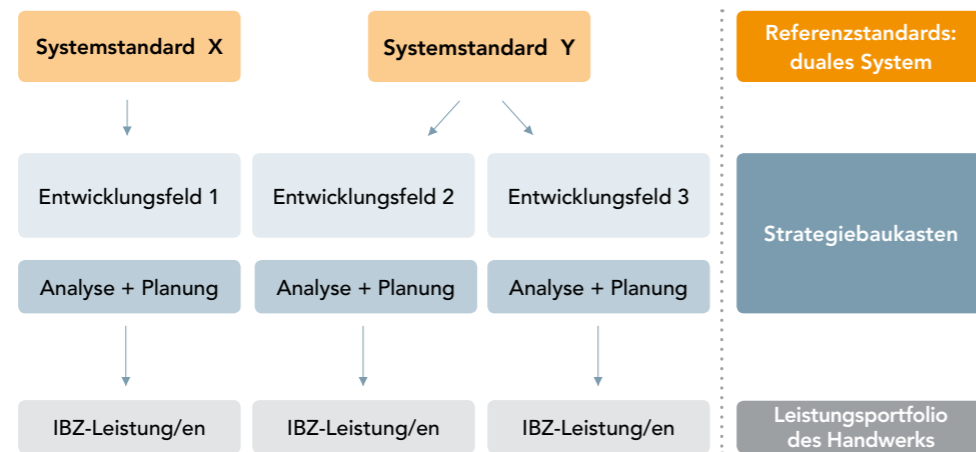 Systemstandard X
Systemstandard Y
Referenzstandards:
duales System
Entwicklungsfeld 1
Entwicklungsfeld 2
Entwicklungsfeld 3
Strategiebaukasten
Analyse + Planung
Analyse + Planung
Analyse + Planung
IBZ-Leistung/en
IBZ-Leistung/en
IBZ-Leistung/en
Leistungsportfolio
des Handwerks